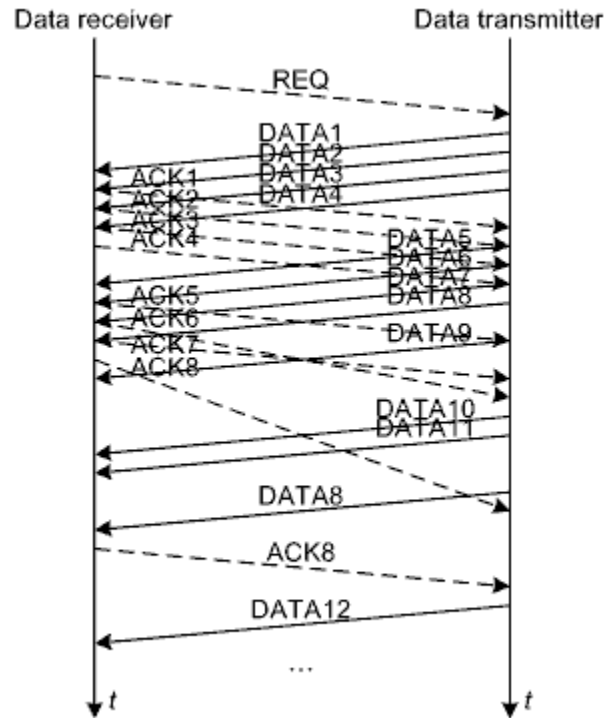 Data receiver Data transmitter
REQ
DATA1
DATA2
DATA3
ACK1
DATA4
ACK2
ACK3
ACK4
DATA5
DATA6
DATA7
ACK5
DATA8
ACK6
DATA9
ACK7
ACK8
DATA10
DATA11
DATA8
ACK8
DATA12
...
t t